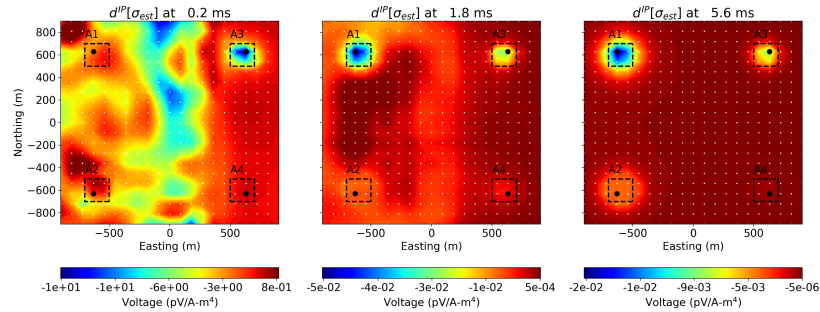 d^IP[σ_est] at 0.2 ms
d^IP[σ_est] at 1.8 ms
d^IP[σ_est] at 5.6 ms
Northing (m)
800
600
400
200
0
−200
−400
−600
−800
A1
A3
A2
A4
A1
A3
A2
A4
A1
A3
A2
A4
−500 0 500
−500 0 500
−500 0 500
Easting (m)
Easting (m)
Easting (m)
-1e+01 -1e+01 -6e+00 -3e+00 8e-01
-5e-02 -4e-02 -3e-02 -1e-02 5e-04
-2e-02 -1e-02 -9e-03 -5e-03 -5e-06
Voltage (pV/A-m⁴)
Voltage (pV/A-m⁴)
Voltage (pV/A-m⁴)